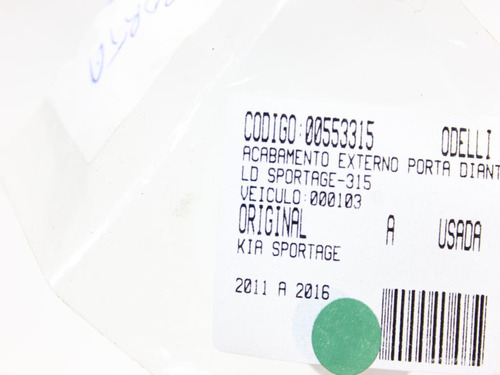 CODIGO:00553315 ODELLI
ACABAMENTO EXTERNO PORTA DIANT
LD SPORTAGE-315
VEICULO:000103
ORIGINAL A USADA
KIA SPORTAGE
2011 A 2016